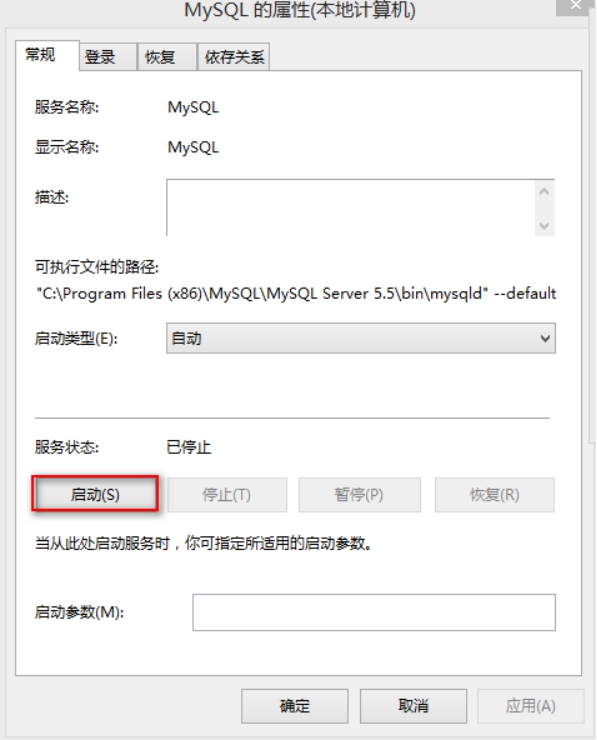 MySQL 的属性(本地计算机)
常规 登录 恢复 依存关系
服务名称: MySQL
显示名称: MySQL
描述:
可执行文件的路径:
"C:\Program Files (x86)\MySQL\MySQL Server 5.5\bin\mysqld" --default
启动类型(E): 自动
服务状态: 已停止
启动(S) 停止(T) 暂停(P) 恢复(R)
当从此处启动服务时，你可指定所适用的启动参数。
启动参数(M):
确定 取消 应用(A)